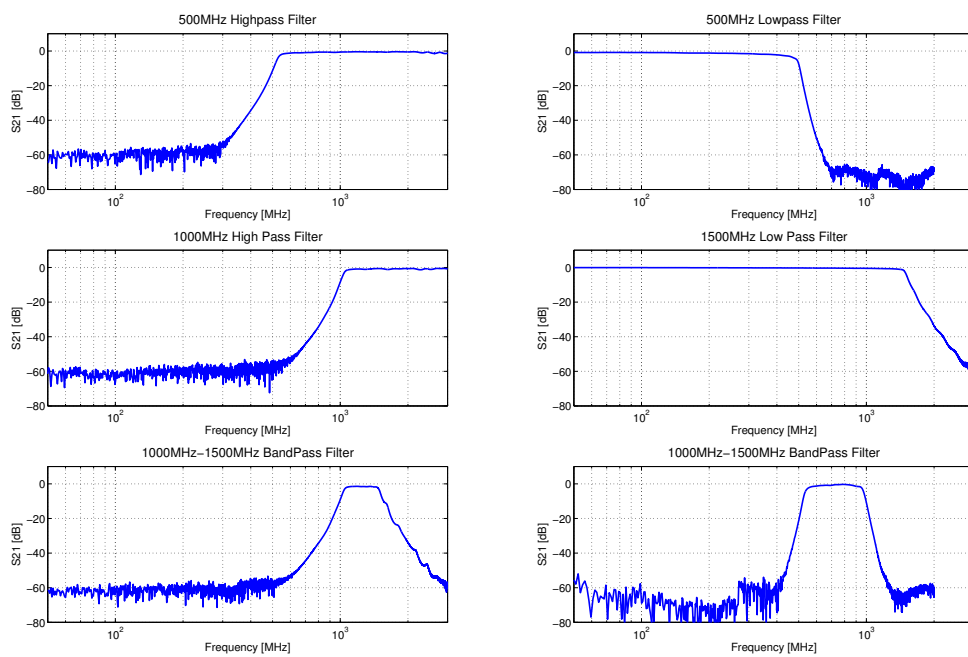 500MHz Highpass Filter
0
−20
−40
−60
−80
S21 [dB]
10²
10³
Frequency [MHz]
500MHz Lowpass Filter
0
−20
−40
−60
−80
S21 [dB]
10²
10³
Frequency [MHz]
1000MHz High Pass Filter
0
−20
−40
−60
−80
S21 [dB]
10²
10³
Frequency [MHz]
1500MHz Low Pass Filter
0
−20
−40
−60
−80
S21 [dB]
10²
10³
Frequency [MHz]
1000MHz−1500MHz BandPass Filter
0
−20
−40
−60
−80
S21 [dB]
10²
10³
Frequency [MHz]
1000MHz−1500MHz BandPass Filter
0
−20
−40
−60
−80
S21 [dB]
10²
10³
Frequency [MHz]